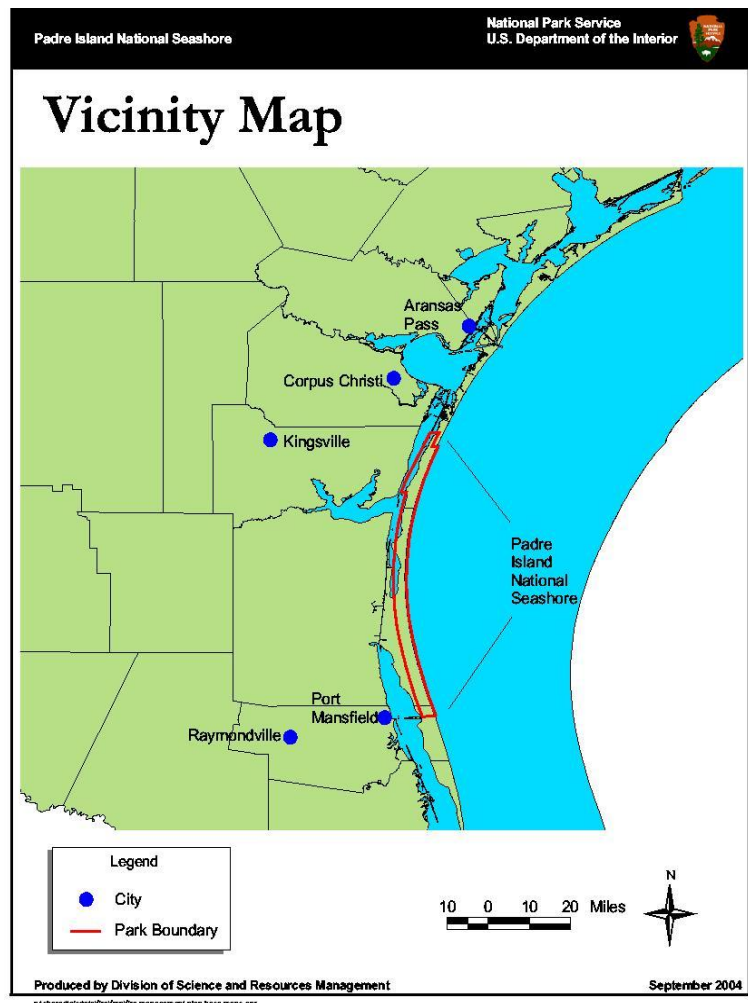 Padre Island National Seashore
National Park Service
U.S. Department of the Interior
Vicinity Map
Aransas
Pass
Corpus Christi
Kingsville
Padre
Island
National
Seashore
Port
Mansfield
Raymondville
Legend
City
Park Boundary
N
10 0 10 20 Miles
Produced by Division of Science and Resources Management
September 2004